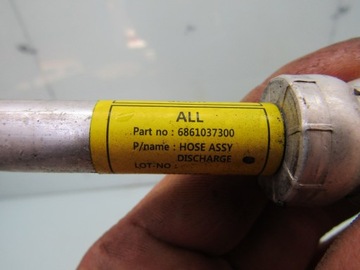 ALL
Part no : 6861037300
P/name : HOSE ASSY
DISCHARGE
LOT-NO :